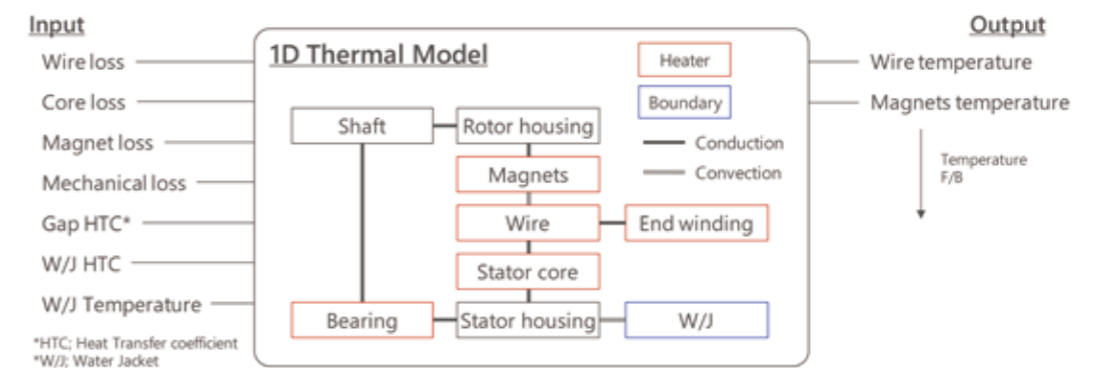 Input
Wire loss
Core loss
Magnet loss
Mechanical loss
Gap HTC*
W/J HTC
W/J Temperature
*HTC; Heat Transfer coefficient
*W/J; Water Jacket
1D Thermal Model
Heater
Boundary
Conduction
Convection
Shaft
Rotor housing
Magnets
Wire
End winding
Stator core
Bearing
Stator housing
W/J
Output
Wire temperature
Magnets temperature
Temperature
F/B